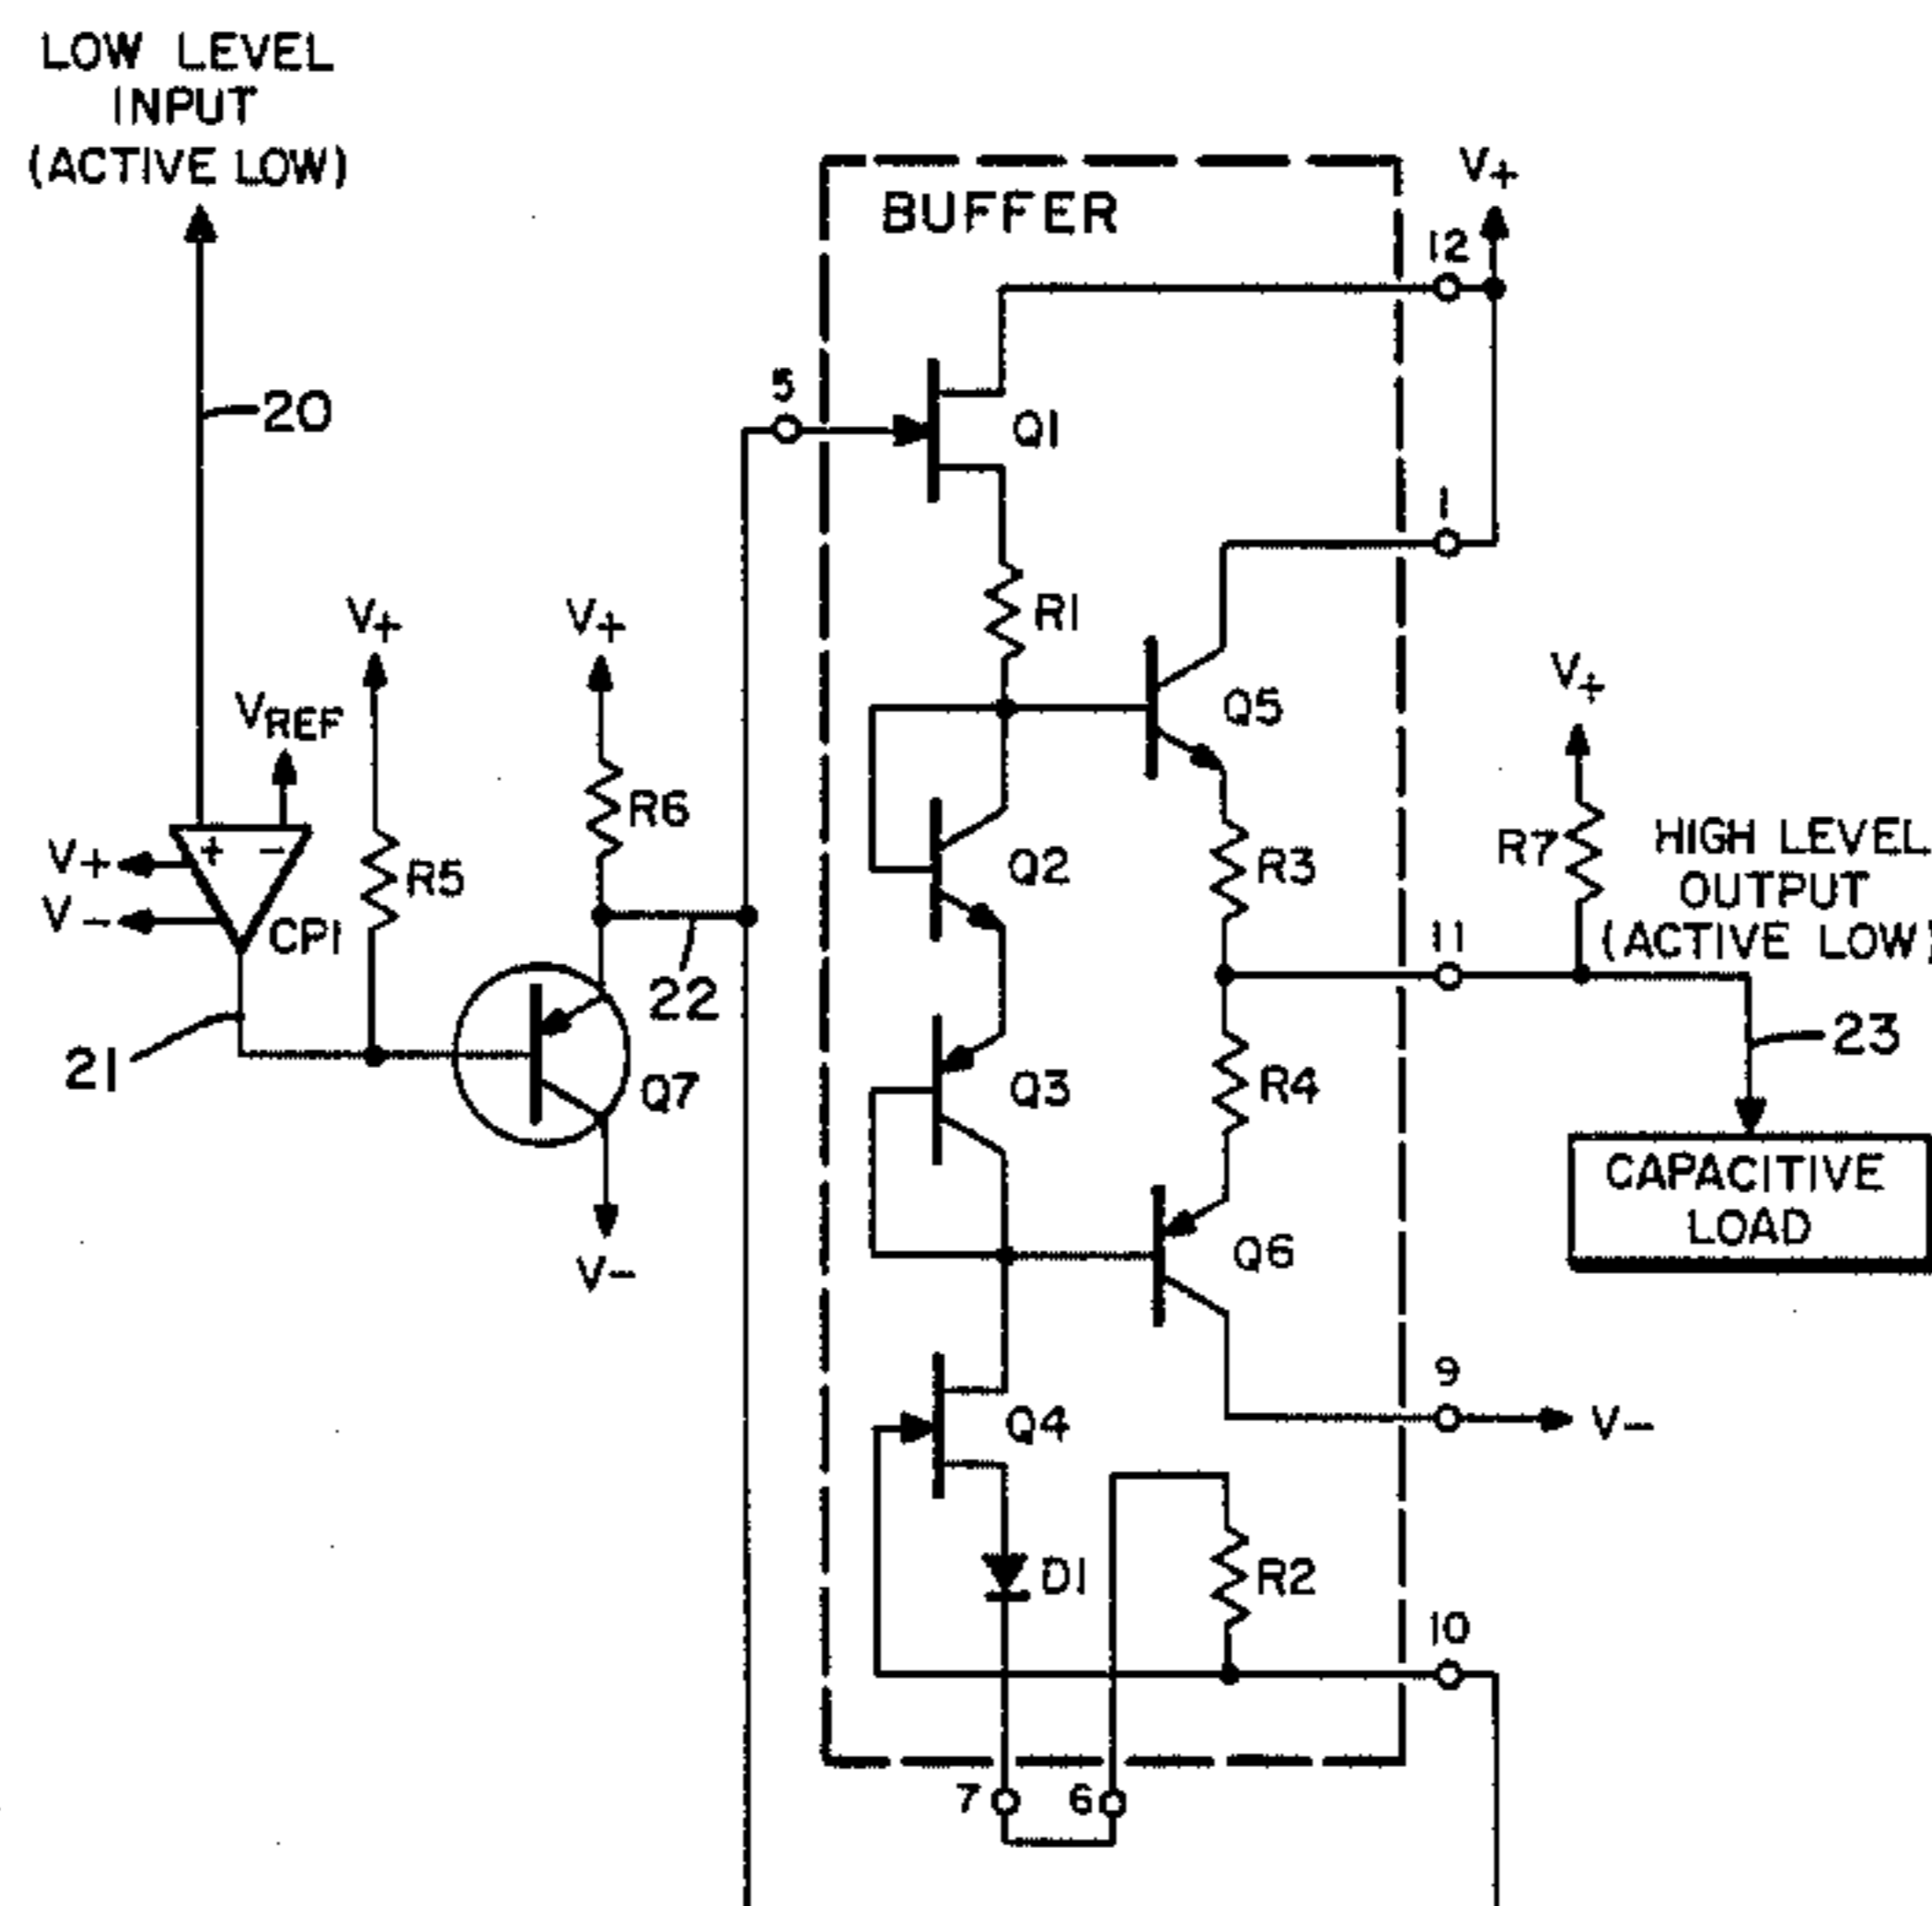 LOW LEVEL
INPUT
(ACTIVE LOW)
BUFFER
V+
12
5
20
Q1
1
V+
V+
R1
V+
VREF
Q5
R6
R7
HIGH LEVEL
OUTPUT
(ACTIVE LOW)
+ -
V+
V-
CP1
R5
Q2
R3
11
22
21
Q7
Q3
R4
23
CAPACITIVE
LOAD
V-
Q6
9
Q4
V-
D1
R2
10
7
6